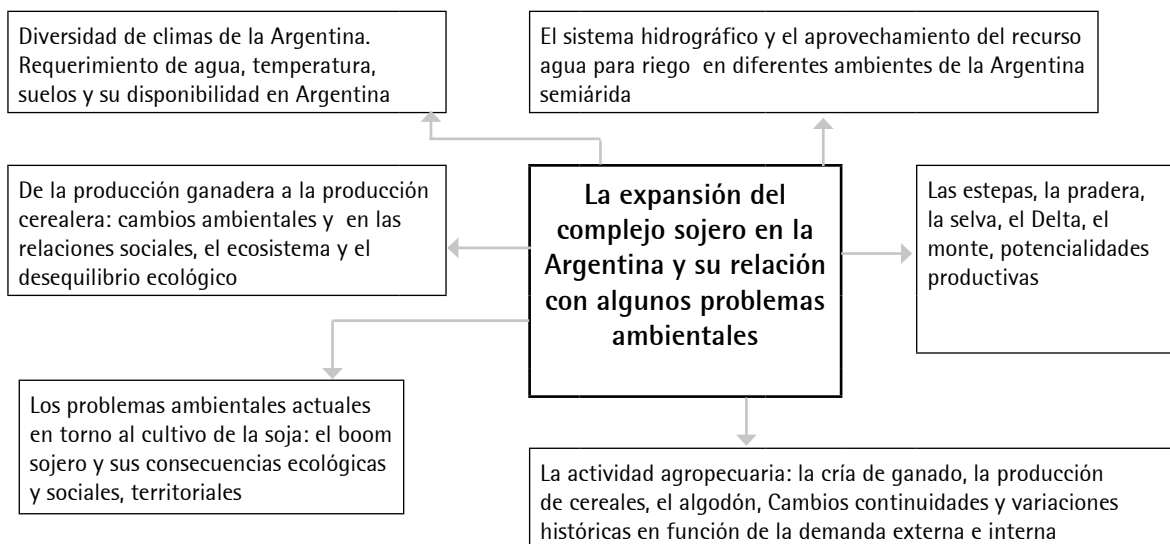 Diversidad de climas de la Argentina.
Requerimiento de agua, temperatura,
suelos y su disponibilidad en Argentina
El sistema hidrográfico y el aprovechamiento del recurso
agua para riego en diferentes ambientes de la Argentina
semiárida
De la producción ganadera a la producción
cerealera: cambios ambientales y en las
relaciones sociales, el ecosistema y el
desequilibrio ecológico
La expansión del
complejo sojero en la
Argentina y su relación
con algunos problemas
ambientales
Las estepas, la pradera,
la selva, el Delta, el
monte, potencialidades
productivas
Los problemas ambientales actuales
en torno al cultivo de la soja: el boom
sojero y sus consecuencias ecológicas
y sociales, territoriales
La actividad agropecuaria: la cría de ganado, la producción
de cereales, el algodón, Cambios continuidades y variaciones
históricas en función de la demanda externa e interna